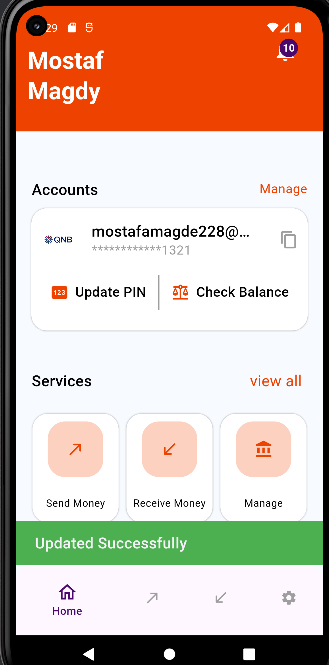 :29
10
Mostaf
Magdy
Accounts
Manage
QNB
mostafamagde228@...
************1321
123
Update PIN
Check Balance
Services
view all
Send Money
Receive Money
Manage
Updated Successfully
Home